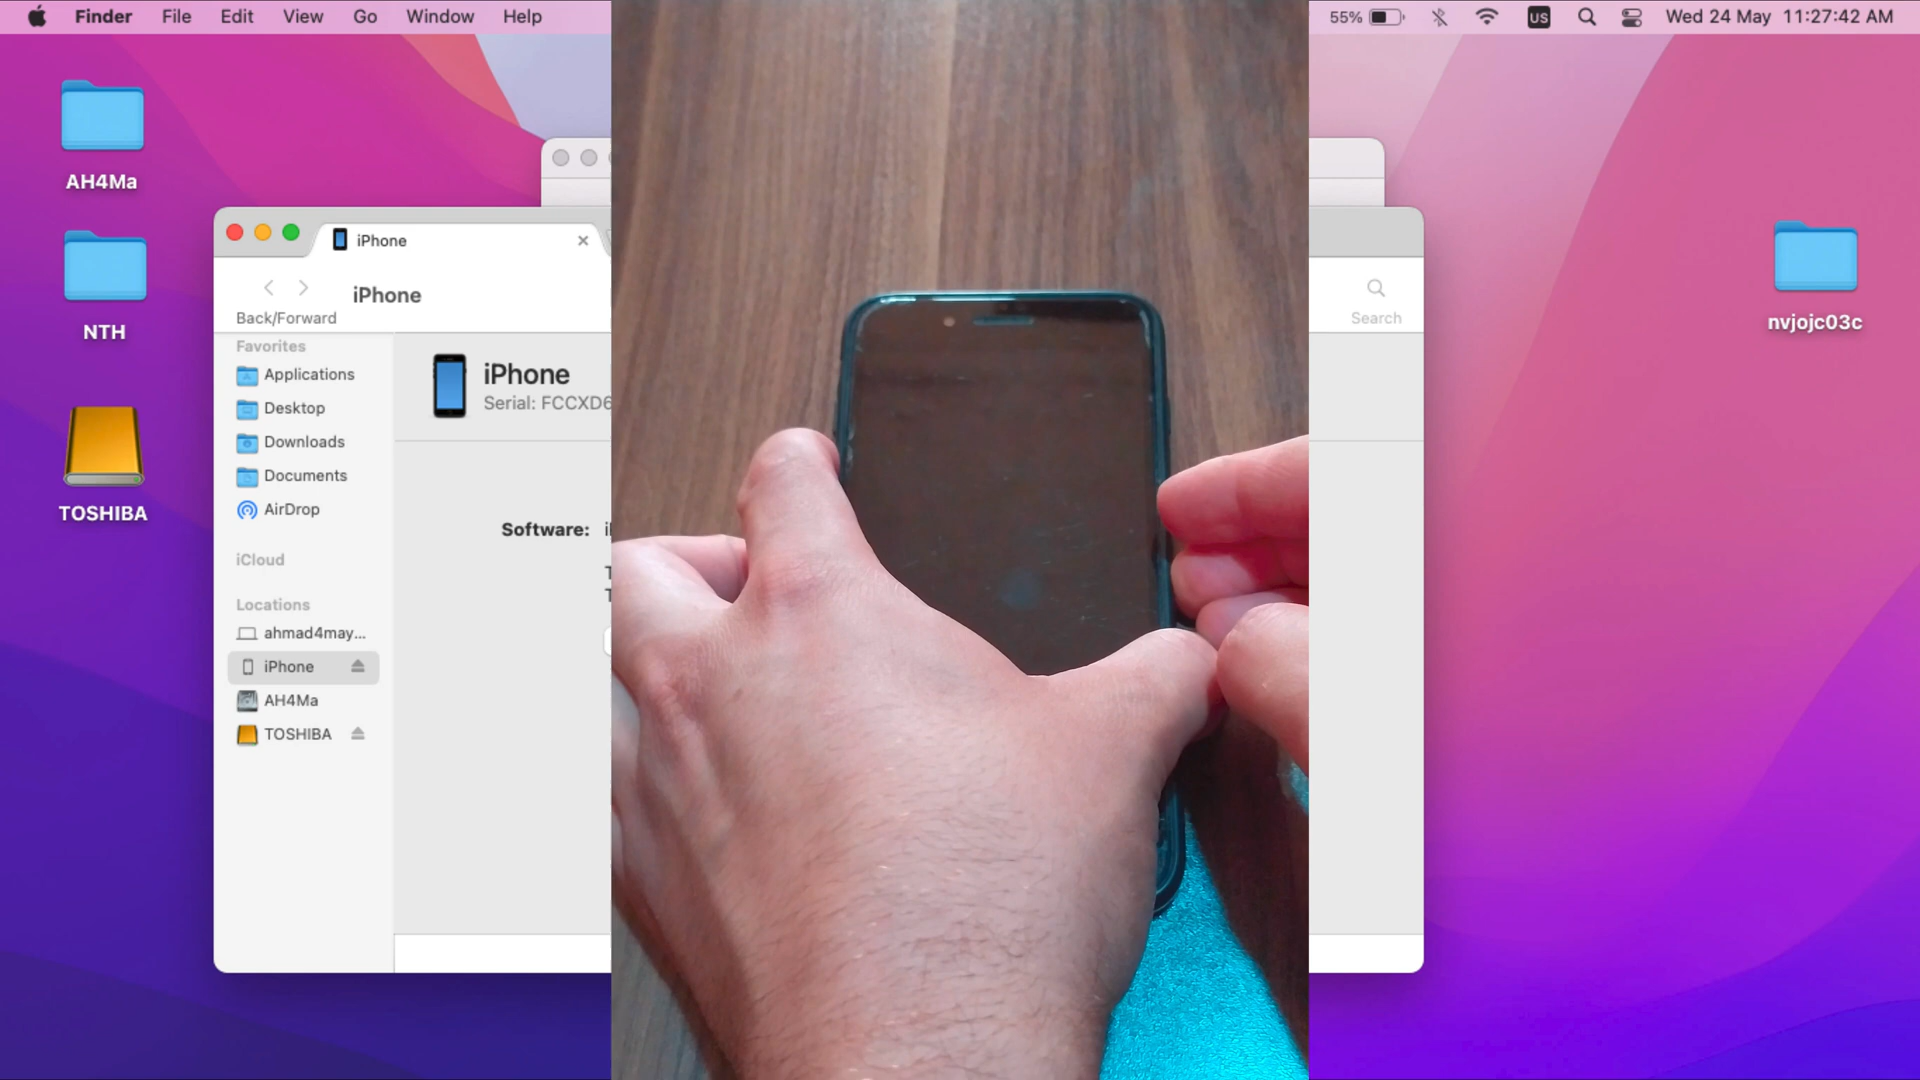 Finder File Edit View Go Window Help
55% US Wed 24 May 11:27:42 AM
AH4Ma
NTH
TOSHIBA
iPhone
Back/Forward
iPhone
Search
Favorites
Applications
Desktop
Downloads
Documents
AirDrop
iCloud
Locations
ahmad4may...
iPhone
AH4Ma
TOSHIBA
iPhone
Serial: FCCXD6
Software:
nvjojc03c